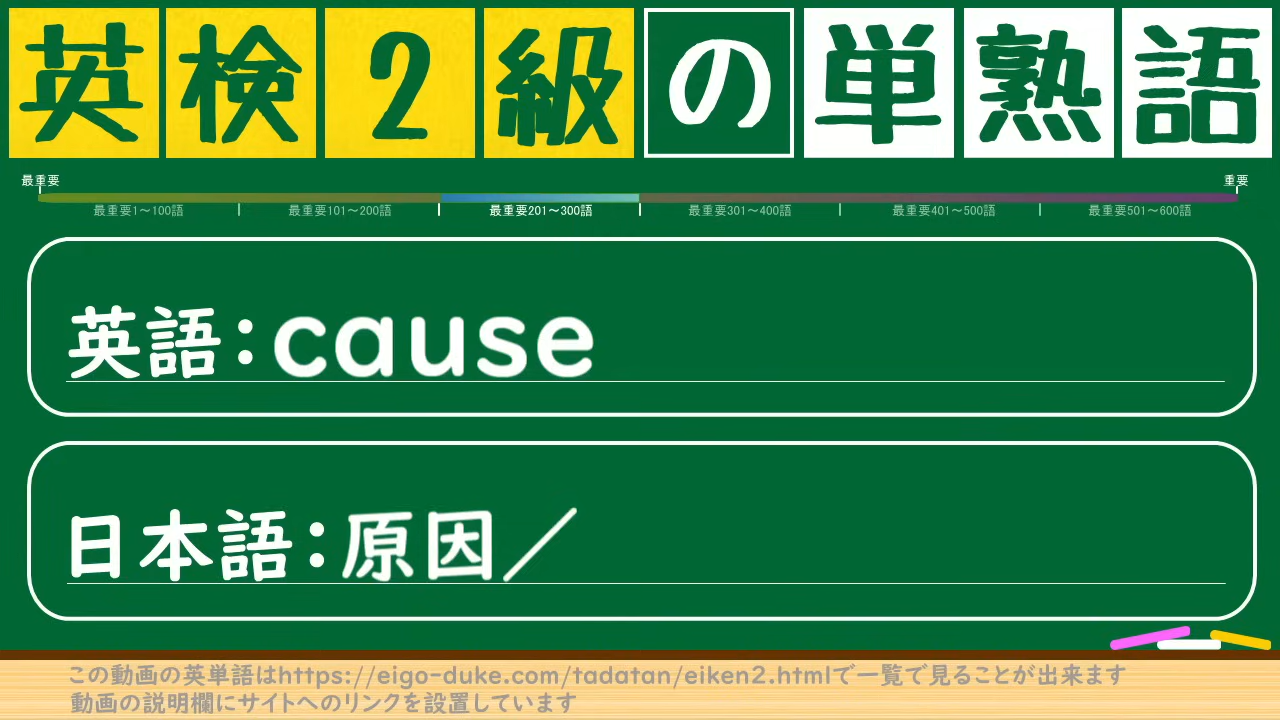 英検2級の単熟語
最重要 重要
最重要1〜100語 最重要101〜200語 最重要201〜300語 最重要301〜400語 最重要401〜500語 最重要501〜600語
英語：cause
日本語：原因／
この動画の英単語はhttps://eigo-duke.com/tadatan/eiken2.htmlで一覧で見ることが出来ます
動画の説明欄にサイトへのリンクを設置しています